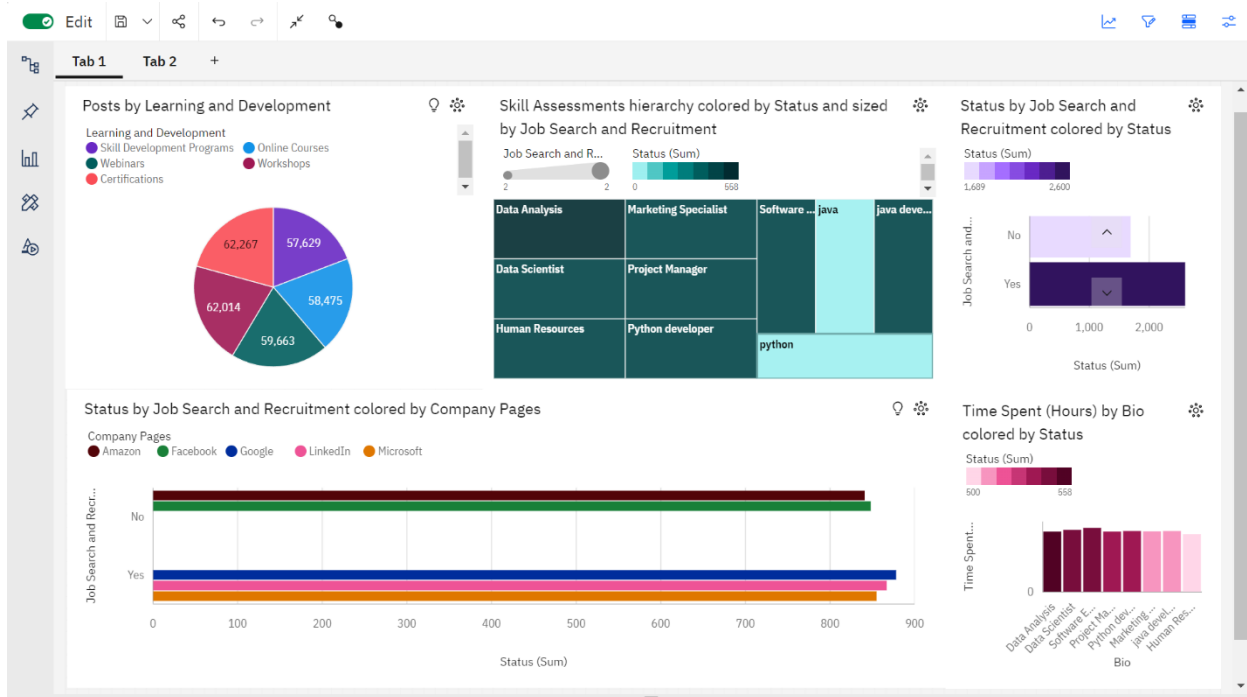 Edit
Tab 1 Tab 2 +
Posts by Learning and Development
Learning and Development
Skill Development Programs Online Courses
Webinars Workshops
Certifications
62,267 57,629
62,014 58,475
59,663
Skill Assessments hierarchy colored by Status and sized
by Job Search and Recruitment
Job Search and R... Status (Sum)
2 2 0 558
Data Analysis Marketing Specialist Software ... java java deve...
Data Scientist Project Manager
Human Resources Python developer
python
Status by Job Search and
Recruitment colored by Status
Status (Sum)
1,689 2,600
Job Search and...
No
Yes
0 1,000 2,000
Status (Sum)
Status by Job Search and Recruitment colored by Company Pages
Company Pages
Amazon Facebook Google LinkedIn Microsoft
Job Search and Recr...
No
Yes
0 100 200 300 400 500 600 700 800 900
Status (Sum)
Time Spent (Hours) by Bio
colored by Status
Status (Sum)
500 558
Time Spent...
0
Data Analysis
Data Scientist
Software E...
Project Ma...
Python dev...
Marketing ...
java devel...
Human Res...
Bio